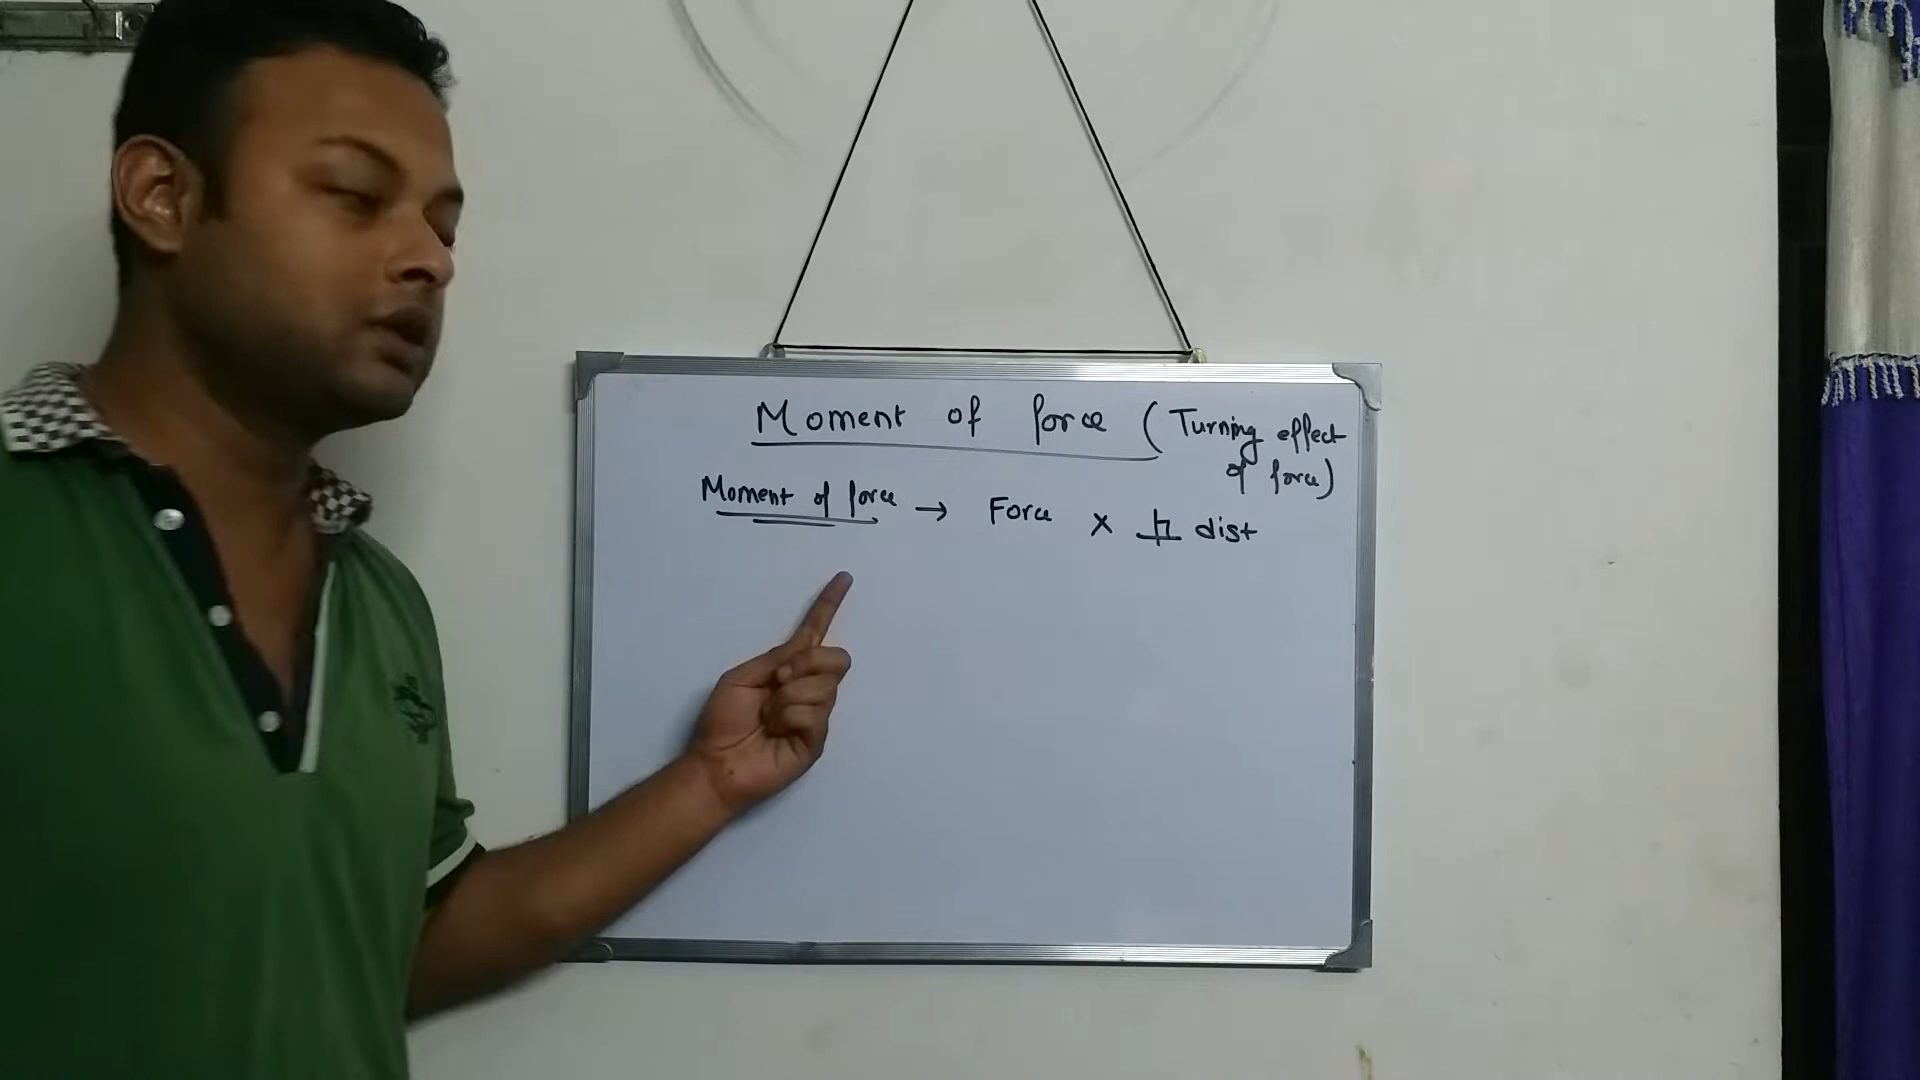 Moment of force (Turning effect
of force)
Moment of force → Force × ⊥ dist